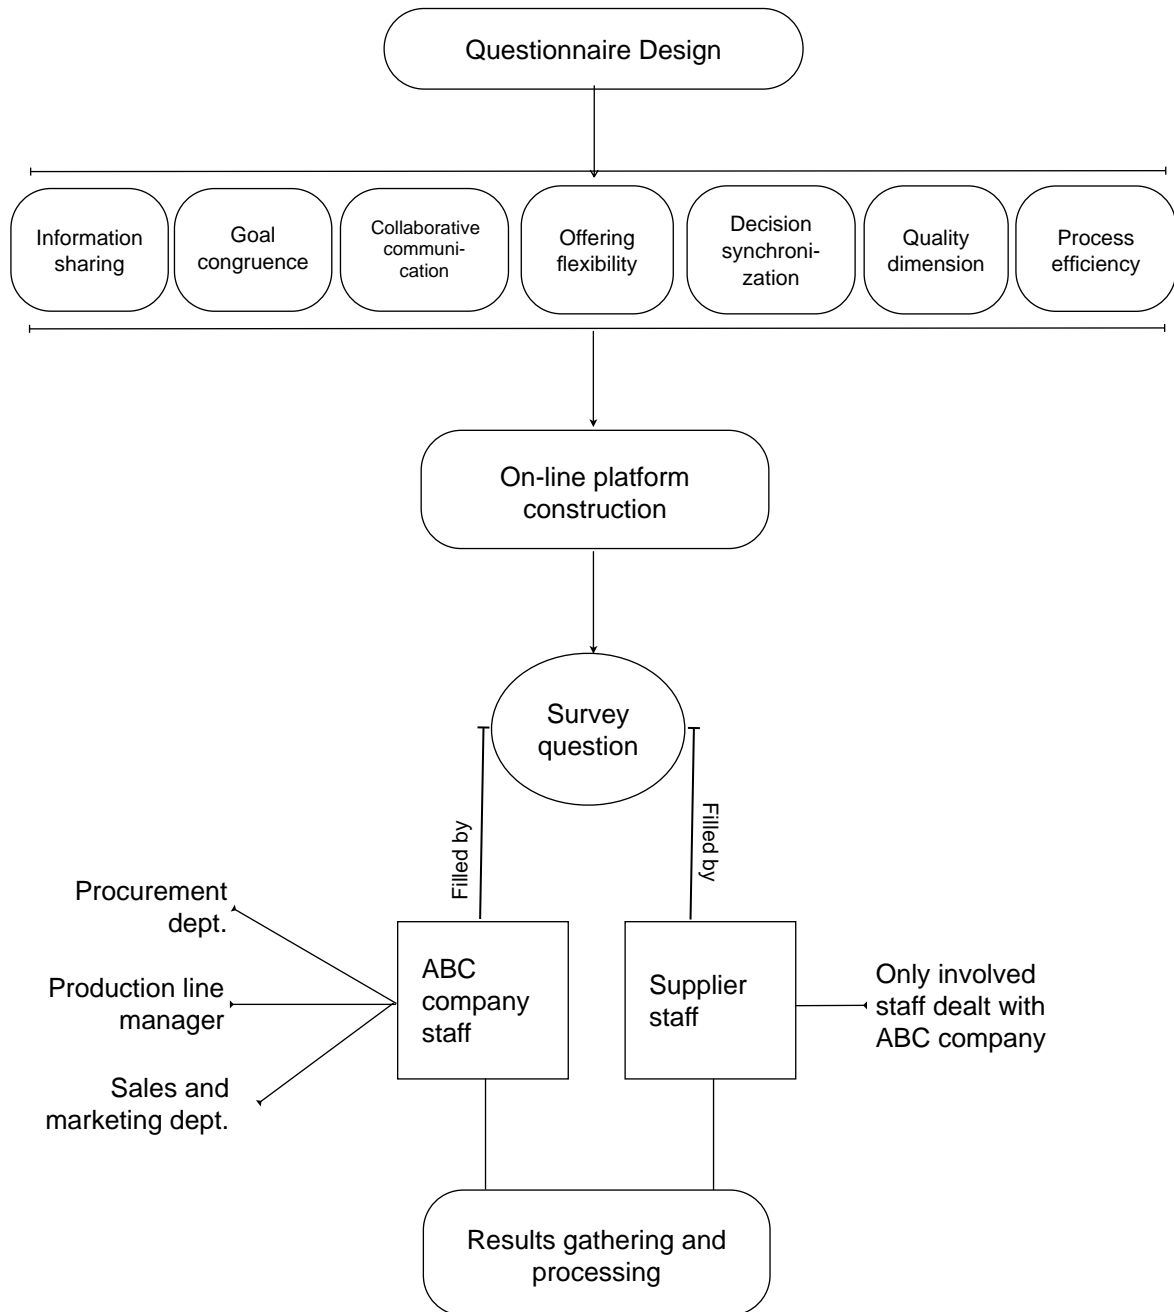 Questionnaire Design
Information
sharing
Goal
congruence
Collaborative
communi-
cation
Offering
flexibility
Decision
synchroni-
zation
Quality
dimension
Process
efficiency
On-line platform
construction
Survey
question
Filled by
Filled by
Procurement
dept.
Production line
manager
Sales and
marketing dept.
ABC
company
staff
Supplier
staff
Only involved
staff dealt with
ABC company
Results gathering and
processing